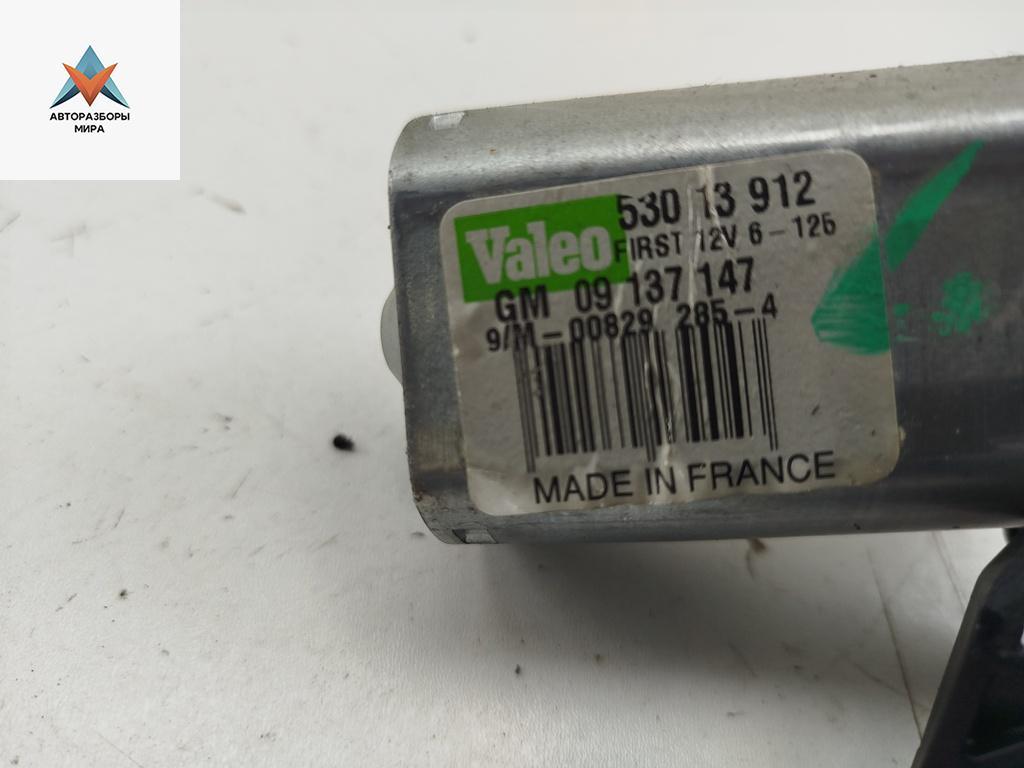 АВТОРАЗБОРЫ
МИРА
Valeo
530 13 912
FIRST 12V 6-125
GM 09 137 147
9/M-00829 285-4
MADE IN FRANCE